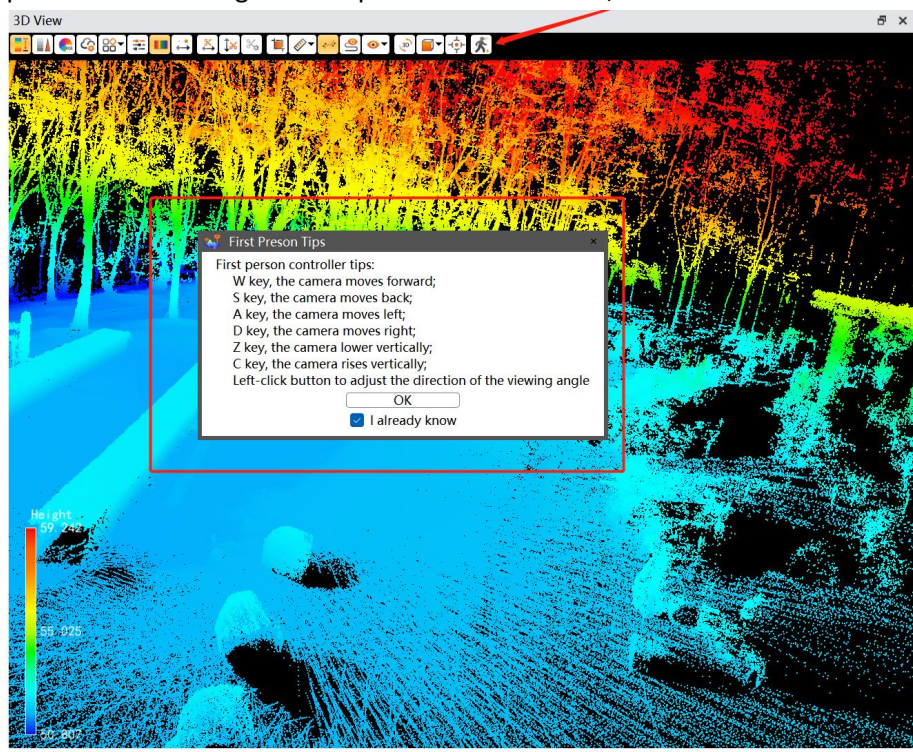 3D View
3D
First Preson Tips
First person controller tips:
W key, the camera moves forward;
S key, the camera moves back;
A key, the camera moves left;
D key, the camera moves right;
Z key, the camera lower vertically;
C key, the camera rises vertically;
Left-click button to adjust the direction of the viewing angle
OK
I already know
Height
59.242
55.025
50.807